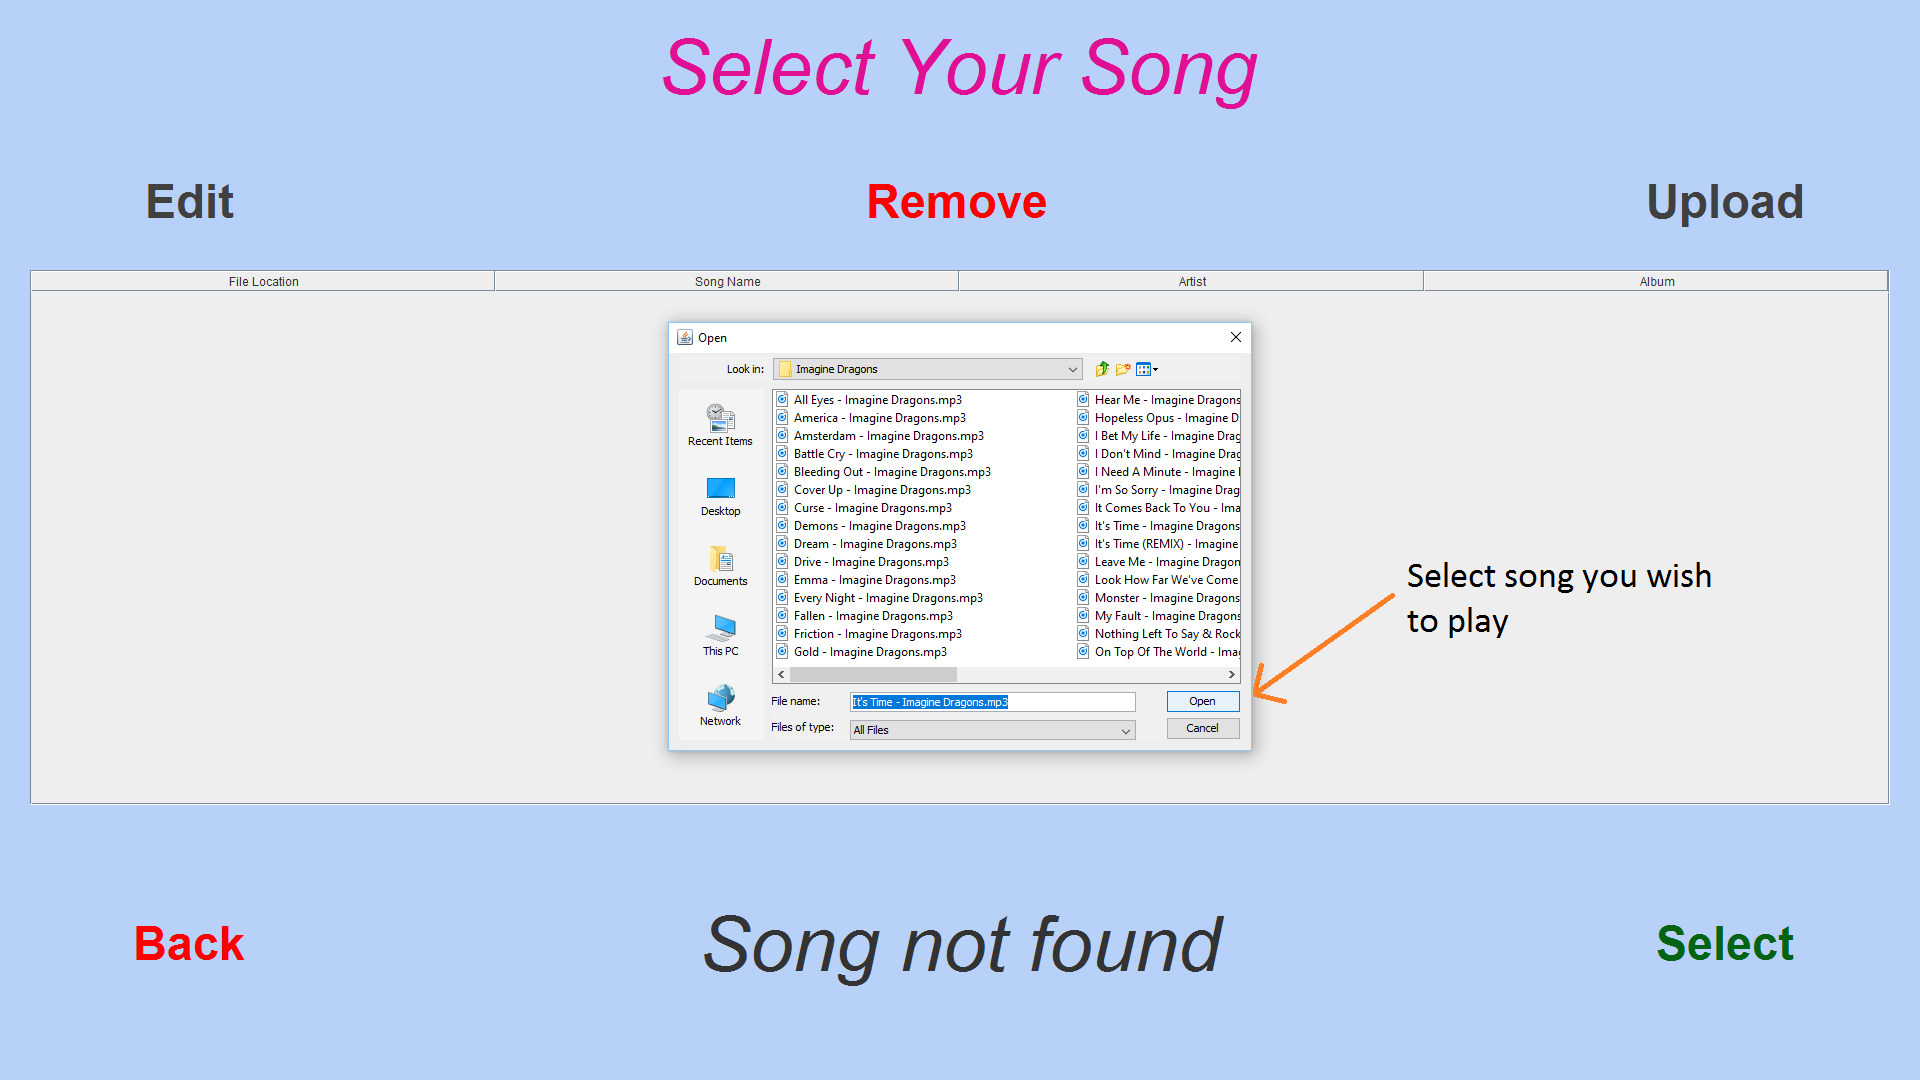 Select Your Song
Edit
Remove
Upload
File Location
Song Name
Artist
Album
Open
Look in:
Imagine Dragons
Recent Items
Desktop
Documents
This PC
Network
All Eyes - Imagine Dragons.mp3
America - Imagine Dragons.mp3
Amsterdam - Imagine Dragons.mp3
Battle Cry - Imagine Dragons.mp3
Bleeding Out - Imagine Dragons.mp3
Cover Up - Imagine Dragons.mp3
Curse - Imagine Dragons.mp3
Demons - Imagine Dragons.mp3
Dream - Imagine Dragons.mp3
Drive - Imagine Dragons.mp3
Emma - Imagine Dragons.mp3
Every Night - Imagine Dragons.mp3
Fallen - Imagine Dragons.mp3
Friction - Imagine Dragons.mp3
Gold - Imagine Dragons.mp3
Hear Me - Imagine Dragons
Hopeless Opus - Imagine D
I Bet My Life - Imagine Drag
I Don't Mind - Imagine Drag
I Need A Minute - Imagine
I'm So Sorry - Imagine Drag
It Comes Back To You - Ima
It's Time - Imagine Dragons
It's Time (REMIX) - Imagine
Leave Me - Imagine Dragon
Look How Far We've Come
Monster - Imagine Dragons
My Fault - Imagine Dragons
Nothing Left To Say & Rock
On Top Of The World - Imag
File name:
It's Time - Imagine Dragons.mp3
Open
Files of type:
All Files
Cancel
Select song you wish
to play
Back
Song not found
Select